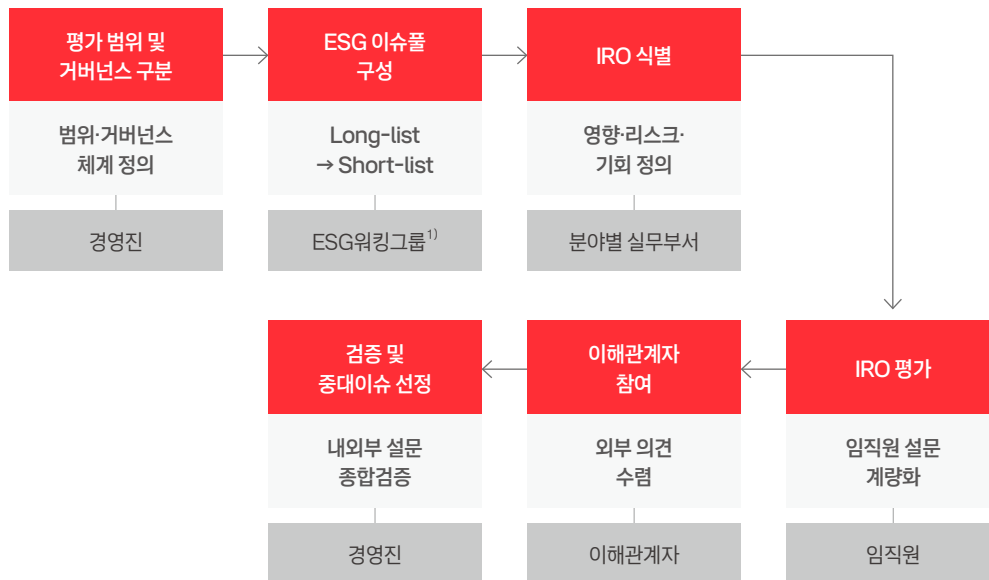 평가 범위 및
거버넌스 구분
범위·거버넌스
체계 정의
경영진
ESG 이슈풀
구성
Long-list
→ Short-list
ESG워킹그룹1)
IRO 식별
영향·리스크·
기회 정의
분야별 실무부서
IRO 평가
임직원 설문
계량화
임직원
이해관계자
참여
외부 의견
수렴
이해관계자
검증 및
중대이슈 선정
내외부 설문
종합검증
경영진